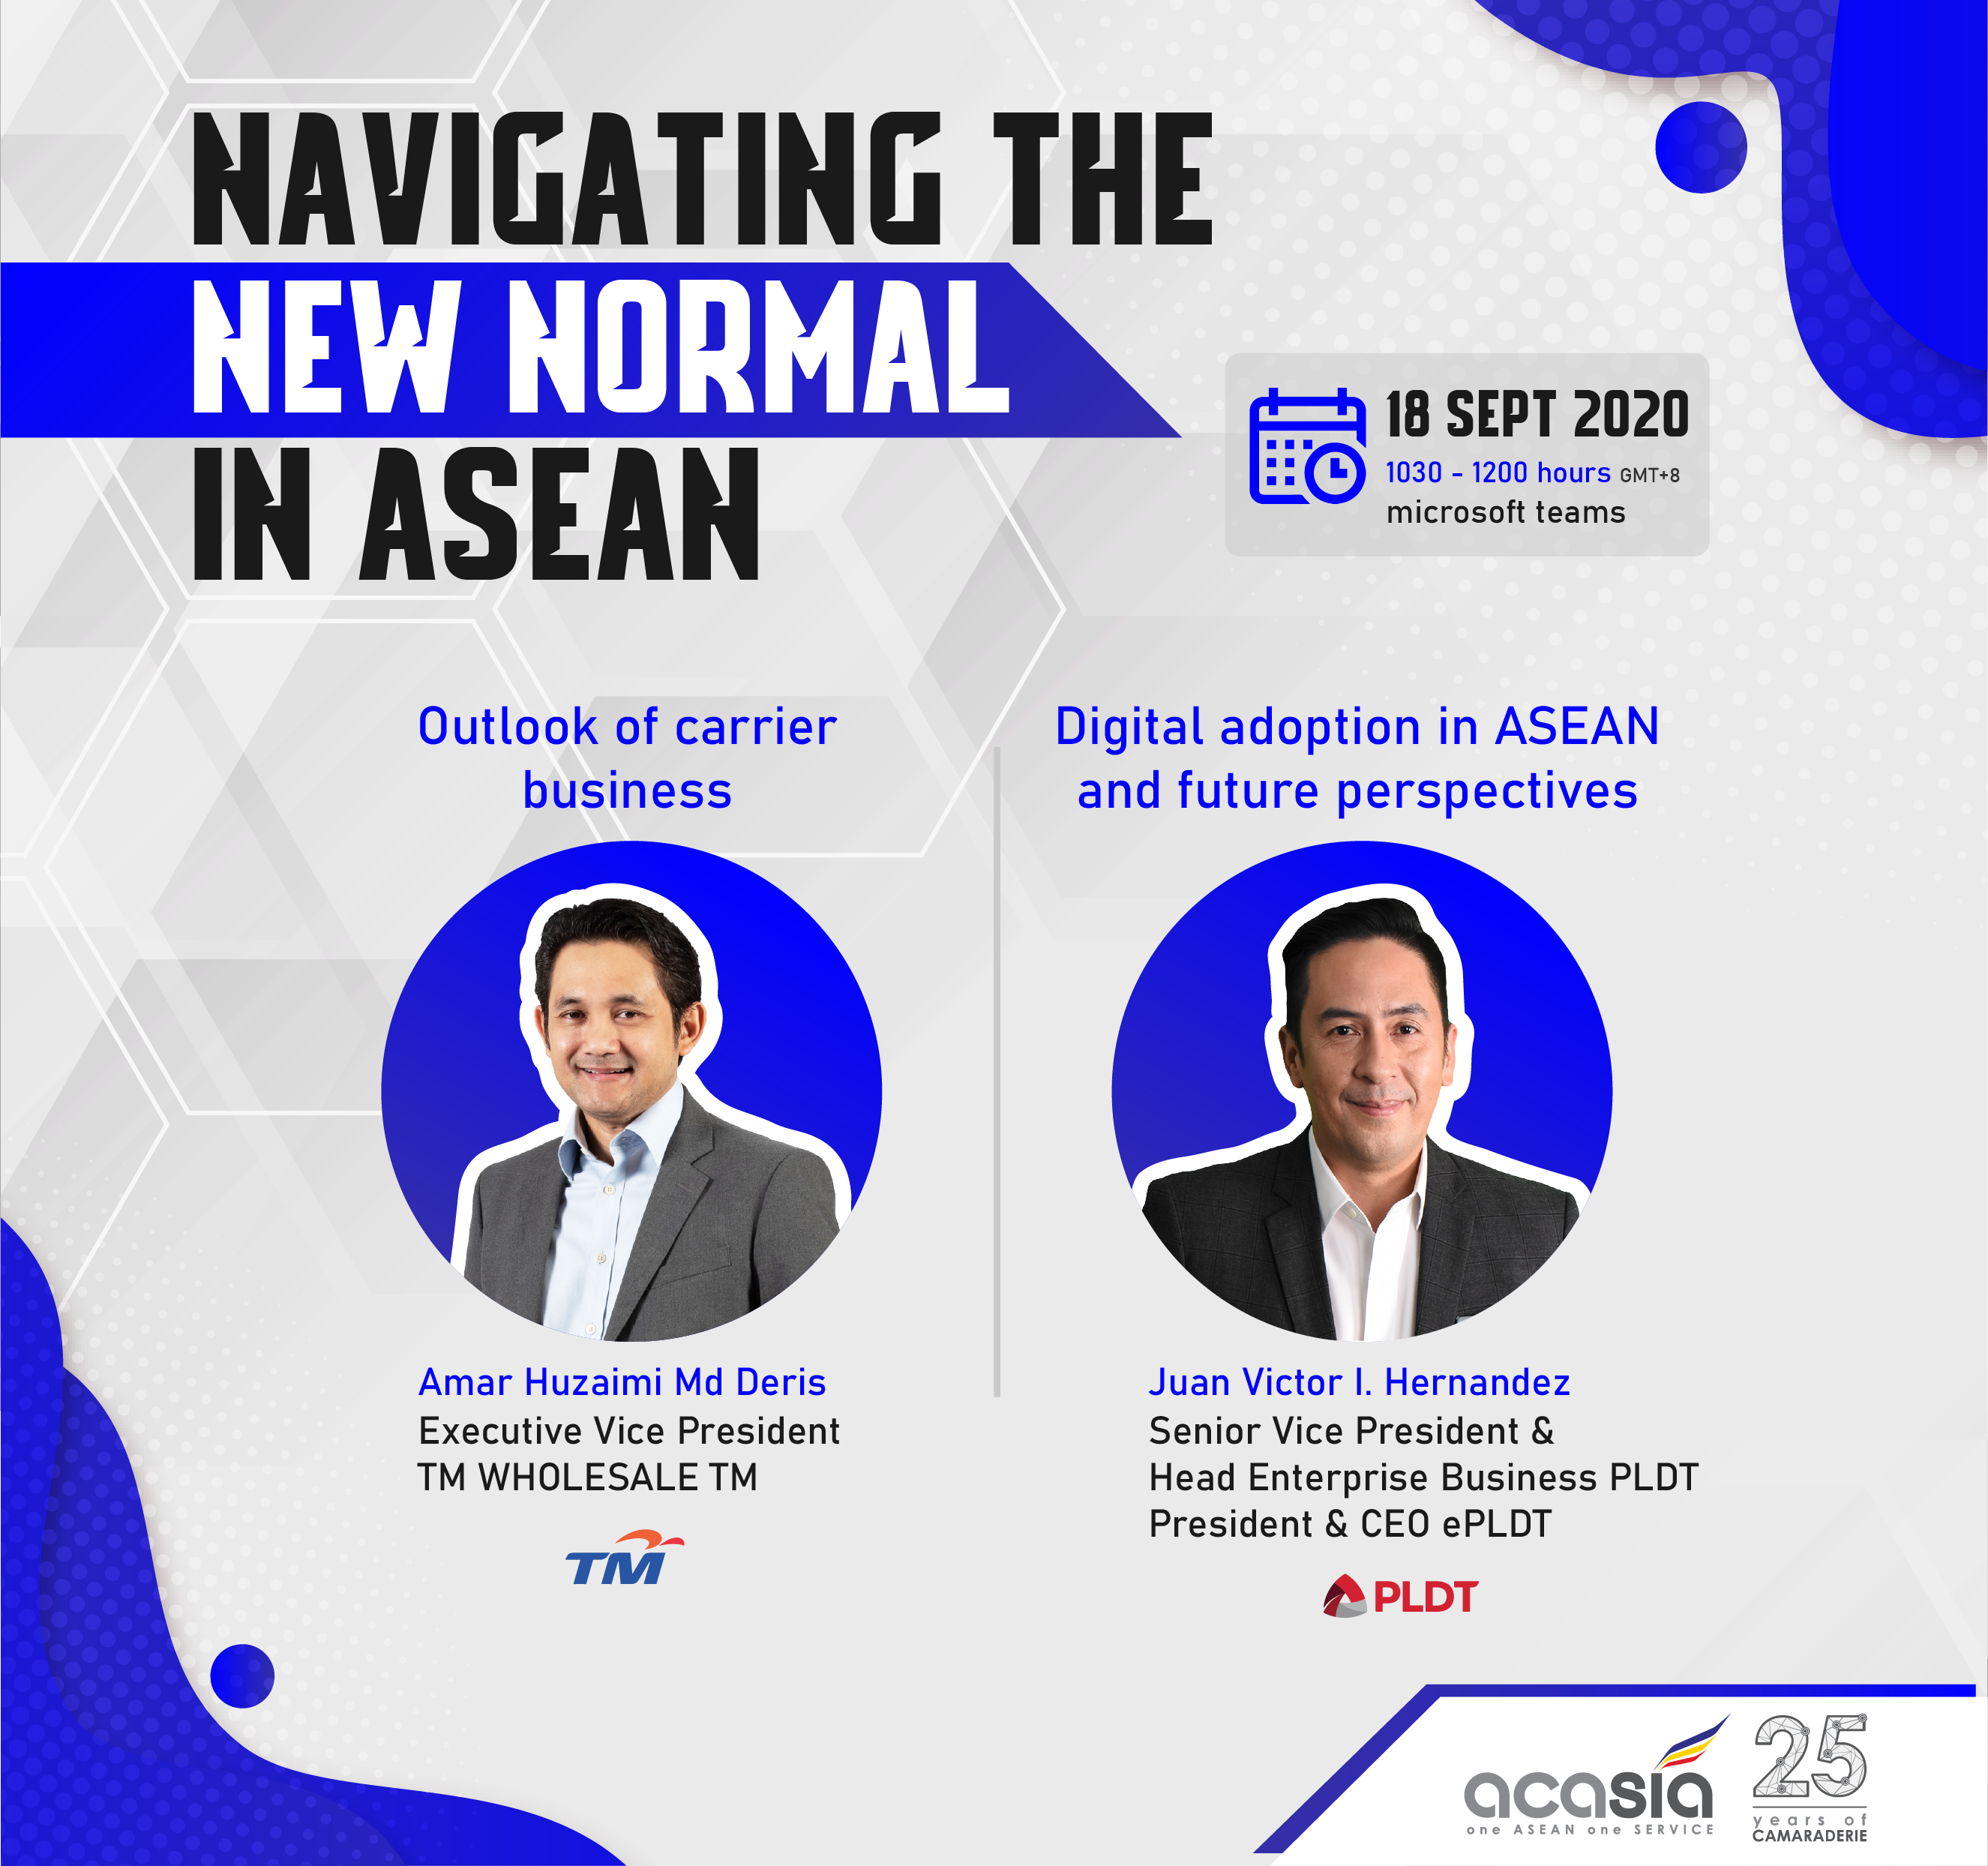 NAVIGATING THE
NEW NORMAL
IN ASEAN
18 SEPT 2020
1030 - 1200 hours GMT+8
microsoft teams
Outlook of carrier
business
Amar Huzaimi Md Deris
Executive Vice President
TM WHOLESALE TM
TM
Digital adoption in ASEAN
and future perspectives
Juan Victor I. Hernandez
Senior Vice President &
Head Enterprise Business PLDT
President & CEO ePLDT
PLDT
acasia
one ASEAN one SERVICE
25
years of
CAMARADERIE